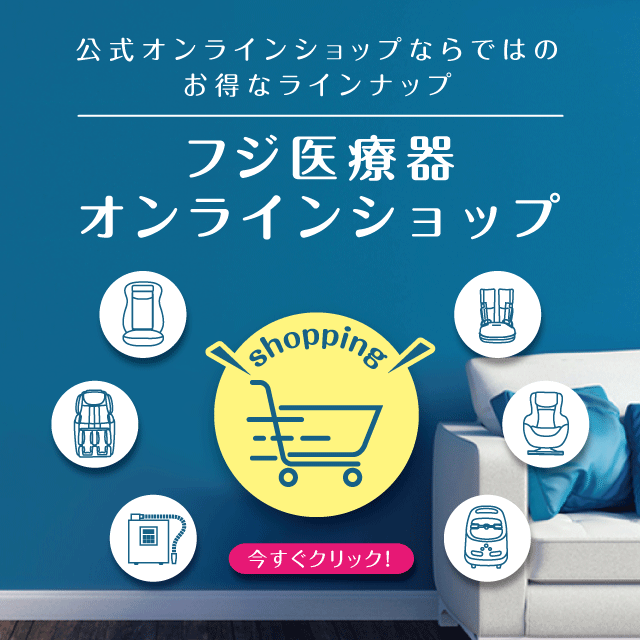 公式オンラインショップならではの
お得なラインナップ
フジ医療器
オンラインショップ
shopping
今すぐクリック!